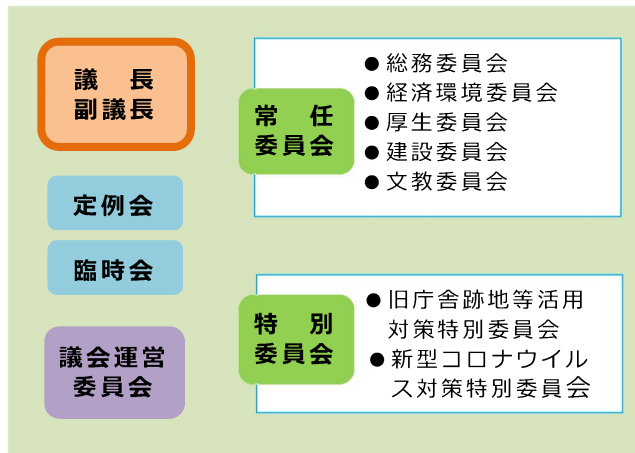 議　長
副議長
定例会
臨時会
議会運営
委員会
常　任
委員会
●総務委員会
●経済環境委員会
●厚生委員会
●建設委員会
●文教委員会
特　別
委員会
●旧庁舎跡地等活用
対策特別委員会
●新型コロナウイル
ス対策特別委員会